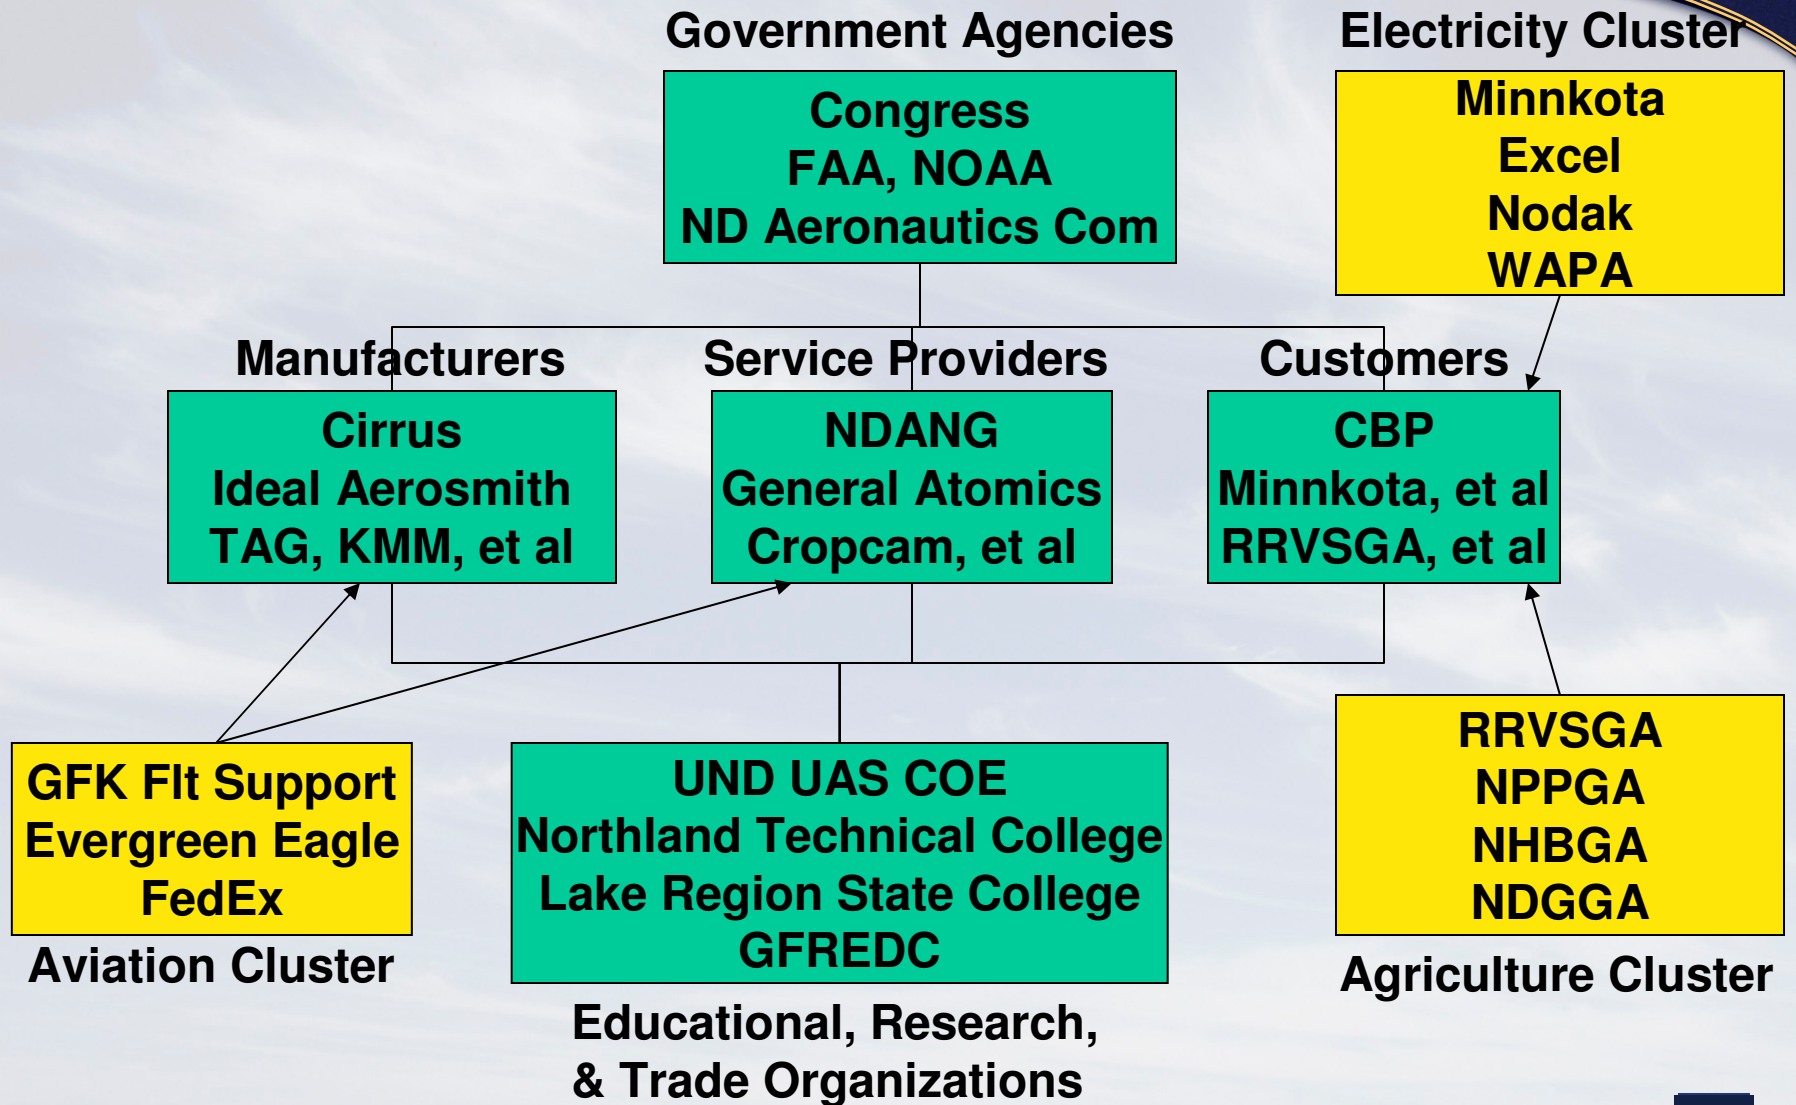 Government Agencies
Congress
FAA, NOAA
ND Aeronautics Com
Electricity Cluster
Minnkota
Excel
Nodak
WAPA
Manufacturers
Cirrus
Ideal Aerosmith
TAG, KMM, et al
Service Providers
NDANG
General Atomics
Cropcam, et al
Customers
CBP
Minnkota, et al
RRVSGA, et al
GFK Flt Support
Evergreen Eagle
FedEx
Aviation Cluster
UND UAS COE
Northland Technical College
Lake Region State College
GFREDC
Educational, Research,
& Trade Organizations
RRVSGA
NPPGA
NHBGA
NDGGA
Agriculture Cluster